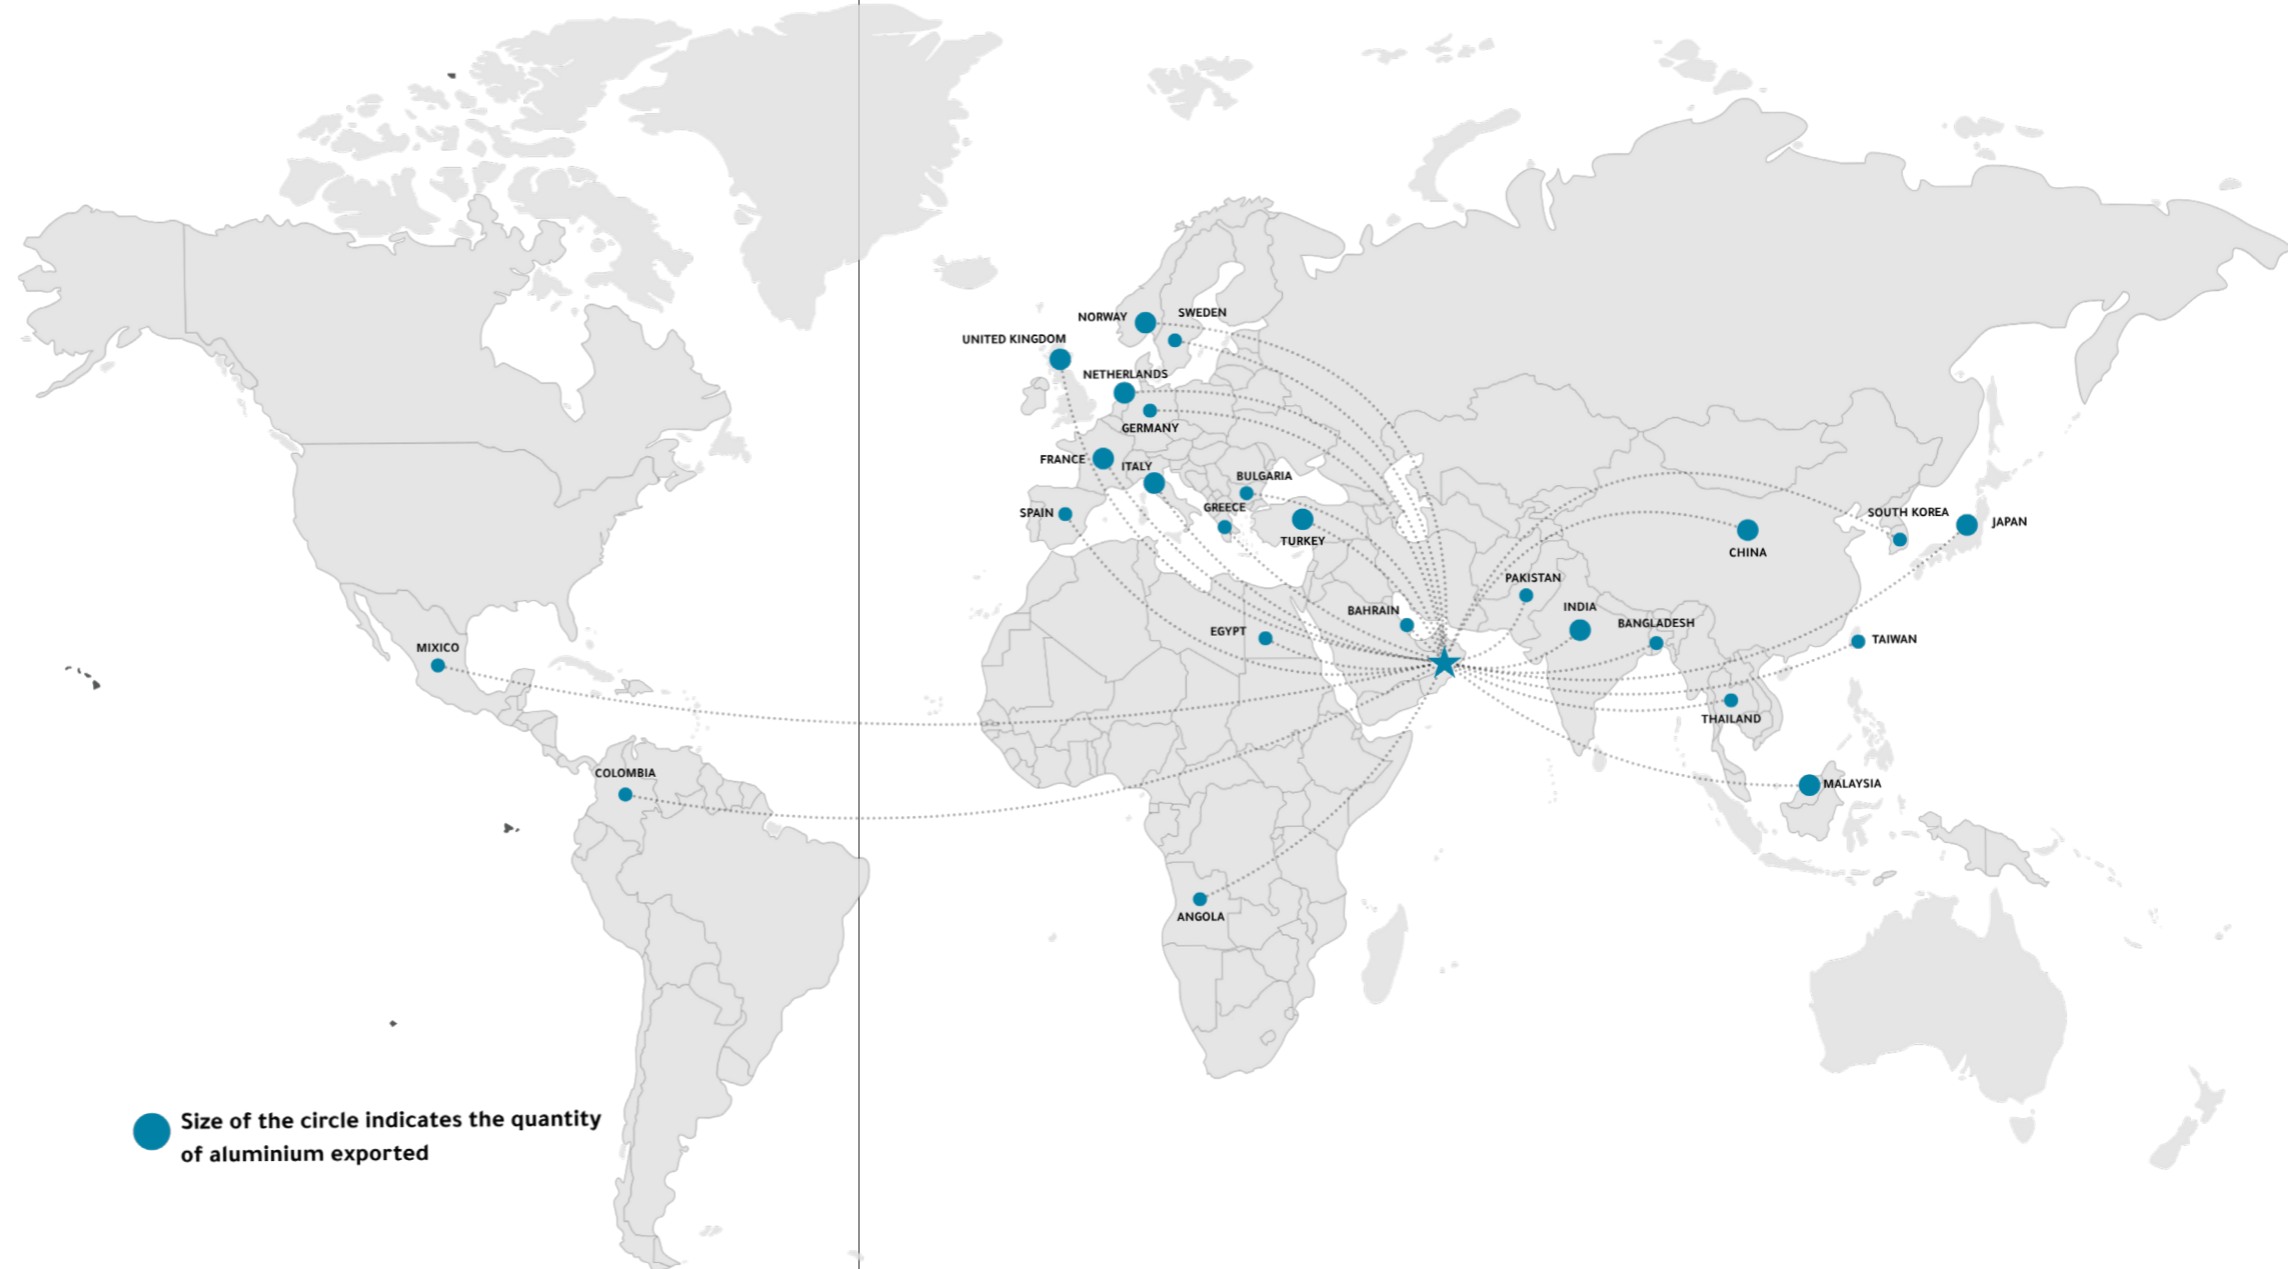 SWEDEN
NORWAY
UNITED KINGDOM
NETHERLANDS
GERMANY
FRANCE
ITALY
BULGARIA
GREECE
SPAIN
TURKEY
SOUTH KOREA
JAPAN
CHINA
PAKISTAN
INDIA
BAHRAIN
BANGLADESH
EGYPT
TAIWAN
MIXICO
THAILAND
COLOMBIA
MALAYSIA
ANGOLA
Size of the circle indicates the quantity
of aluminium exported